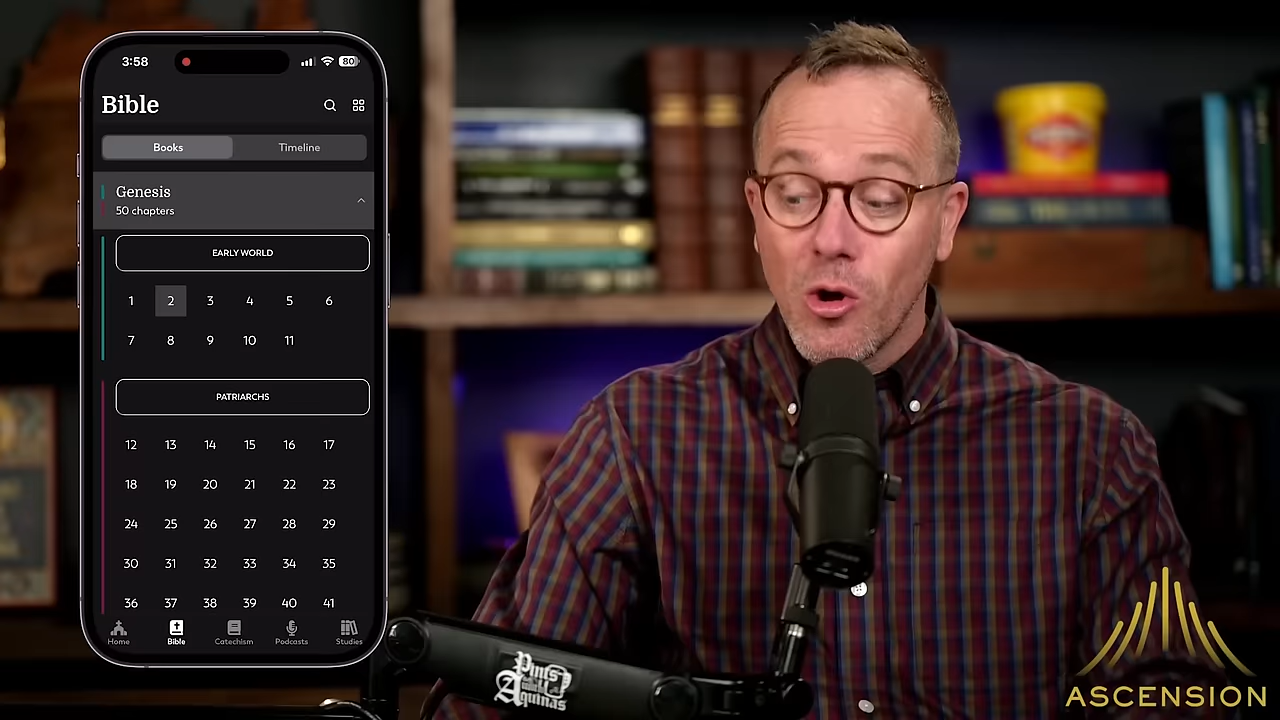 3:58
80
Bible
Books
Timeline
Genesis
50 chapters
EARLY WORLD
1 2 3 4 5 6
7 8 9 10 11
PATRIARCHS
12 13 14 15 16 17
18 19 20 21 22 23
24 25 26 27 28 29
30 31 32 33 34 35
36 37 38 39 40 41
Home
Bible
Catechism
Podcasts
Studies
Pints
with
Aquinas
ASCENSION